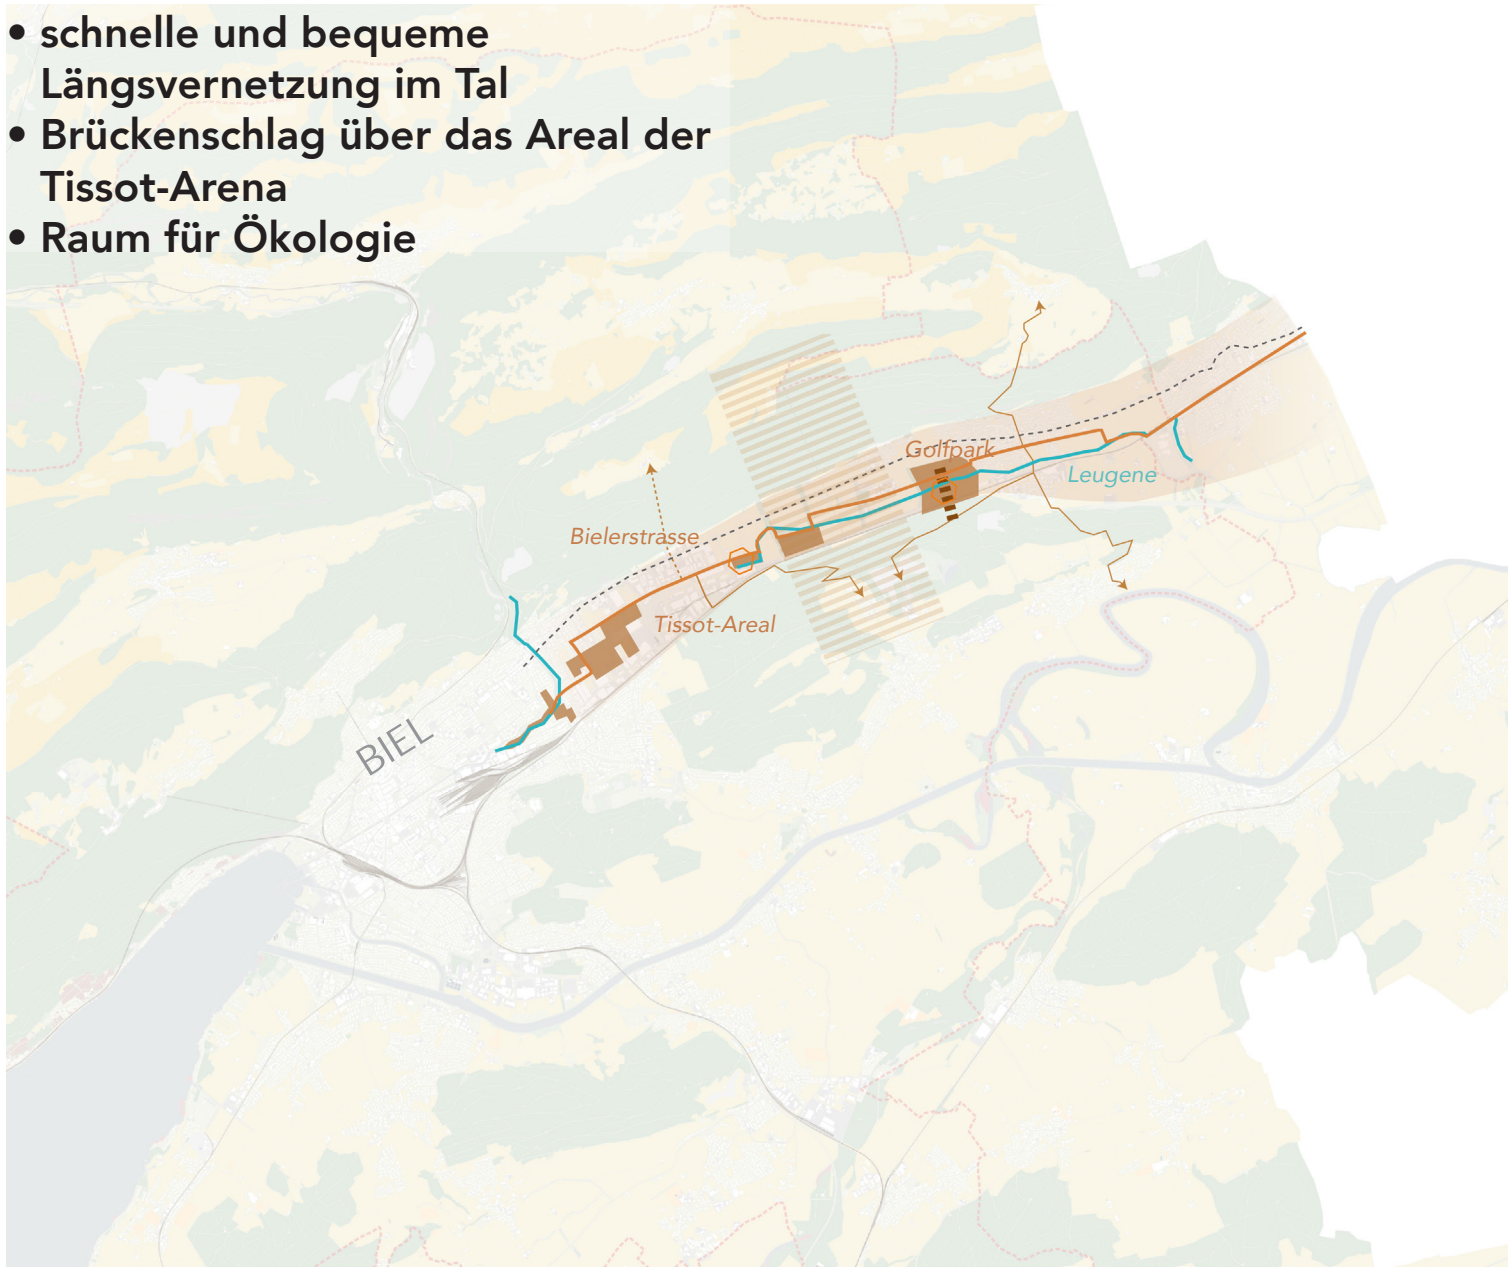 • schnelle und bequeme
Längsvernetzung im Tal
• Brückenschlag über das Areal der
Tissot-Arena
• Raum für Ökologie
Golfpark
Leugene
Bielerstrasse
Tissot-Areal
BIEL